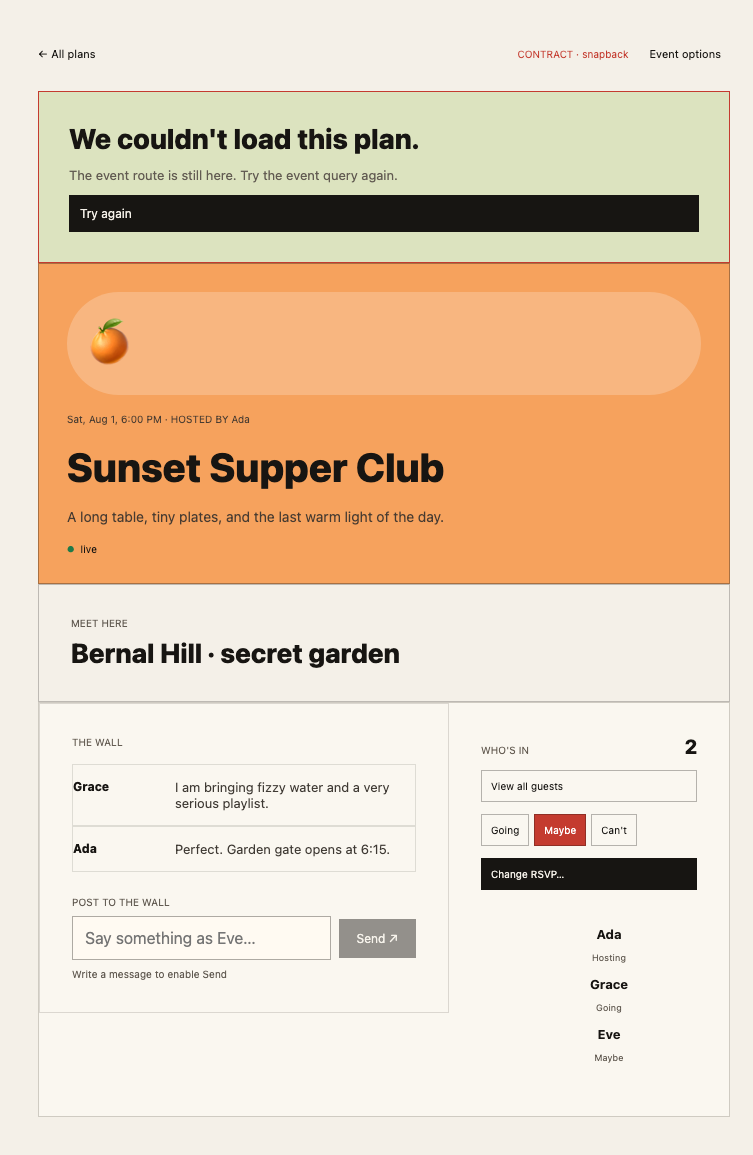 ← All plans
CONTRACT · snapback
Event options
We couldn't load this plan.
The event route is still here. Try the event query again.
Try again
Sat, Aug 1, 6:00 PM · HOSTED BY Ada
Sunset Supper Club
A long table, tiny plates, and the last warm light of the day.
live
MEET HERE
Bernal Hill · secret garden
THE WALL
Grace
I am bringing fizzy water and a very
serious playlist.
Ada
Perfect. Garden gate opens at 6:15.
POST TO THE WALL
Say something as Eve...
Send ↗
Write a message to enable Send
WHO'S IN
2
View all guests
Going
Maybe
Can't
Change RSVP...
Ada
Hosting
Grace
Going
Eve
Maybe